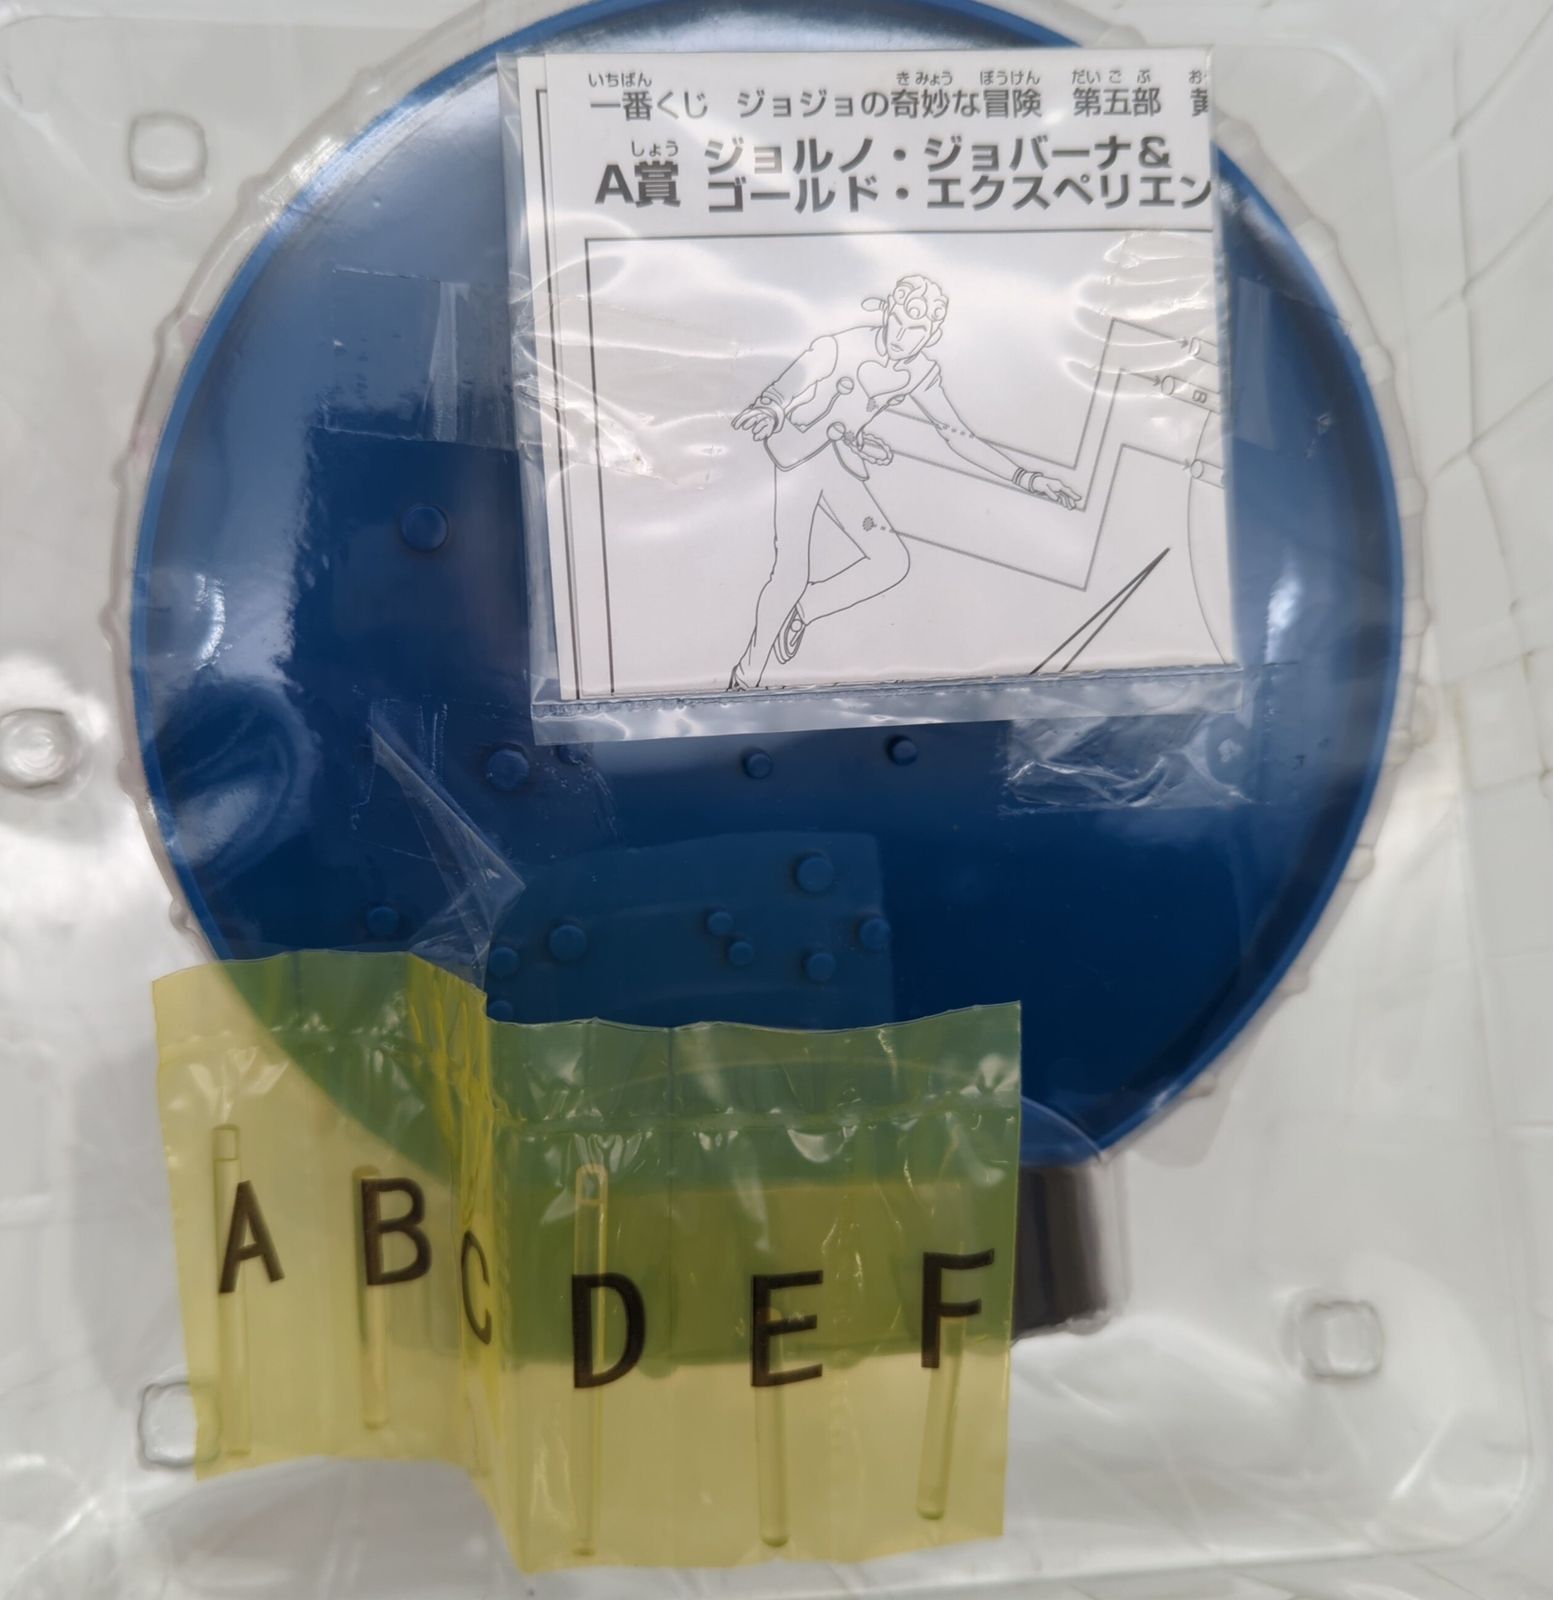 いちばん きみょう ぼうけん だいごぶ お
一番くじ ジョジョの奇妙な冒険 第五部 黄
しょう
A賞 ジョルノ・ジョバーナ&
ゴールド・エクスペリエン
B
A B C D E F